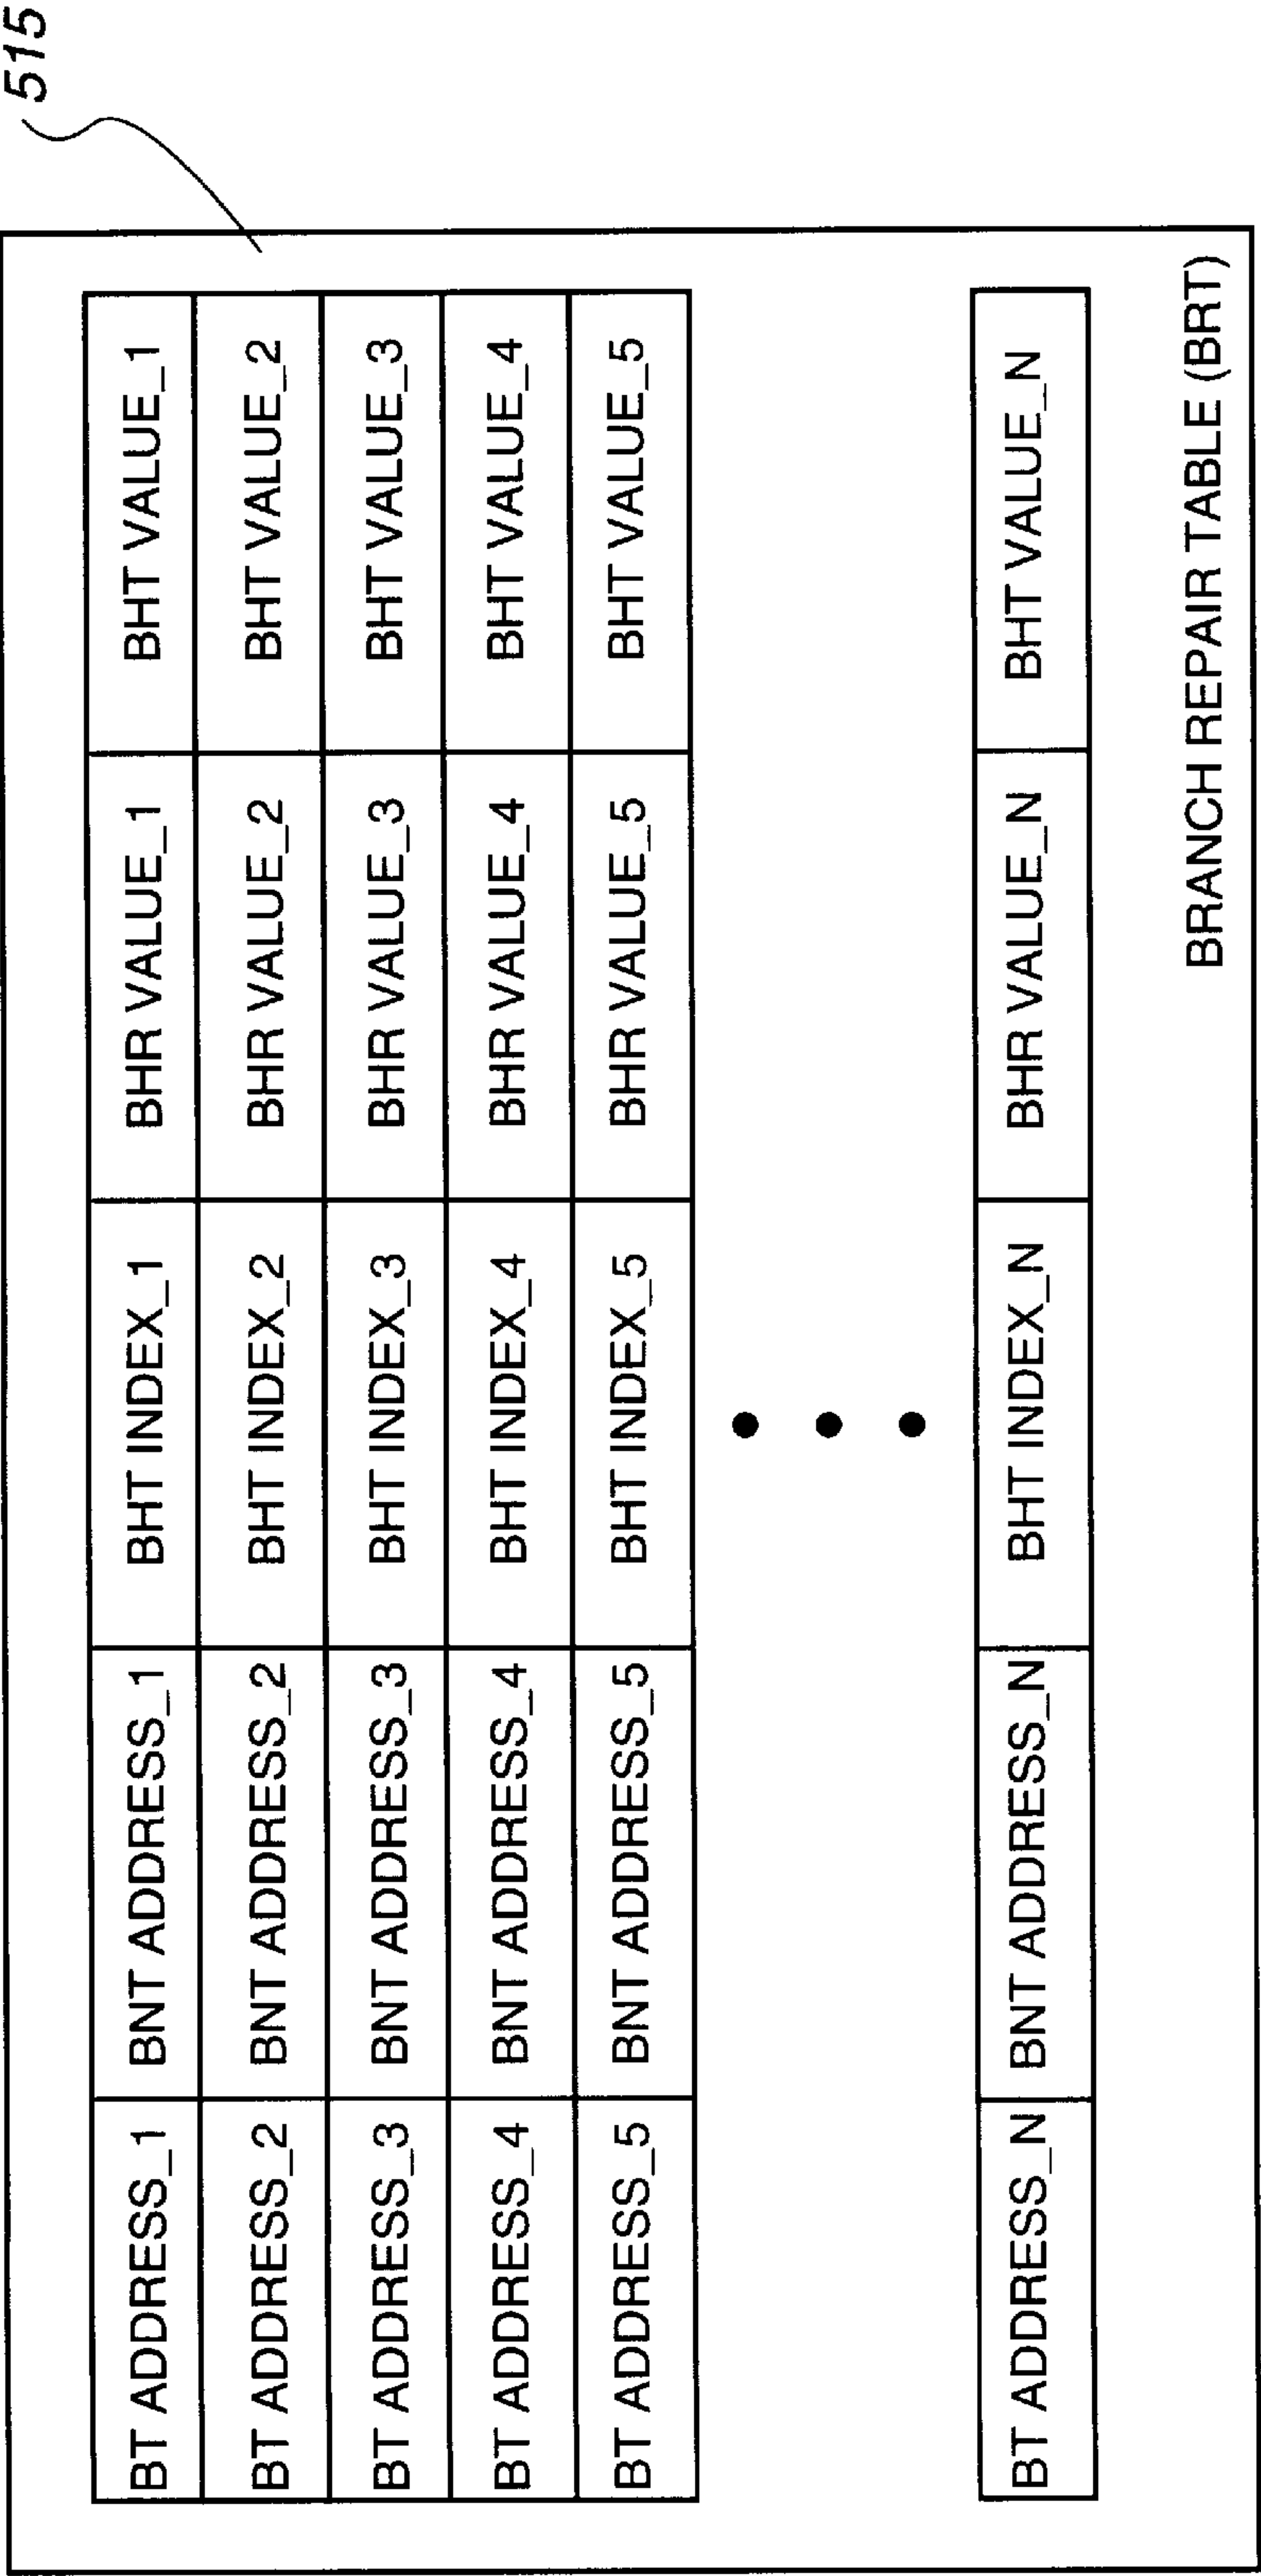 515
BT ADDRESS_1 BNT ADDRESS_1 BHT INDEX_1 BHR VALUE_1 BHT VALUE_1
BT ADDRESS_2 BNT ADDRESS_2 BHT INDEX_2 BHR VALUE_2 BHT VALUE_2
BT ADDRESS_3 BNT ADDRESS_3 BHT INDEX_3 BHR VALUE_3 BHT VALUE_3
BT ADDRESS_4 BNT ADDRESS_4 BHT INDEX_4 BHR VALUE_4 BHT VALUE_4
BT ADDRESS_5 BNT ADDRESS_5 BHT INDEX_5 BHR VALUE_5 BHT VALUE_5
BT ADDRESS_N BNT ADDRESS_N BHT INDEX_N BHR VALUE_N BHT VALUE_N
BRANCH REPAIR TABLE (BRT)